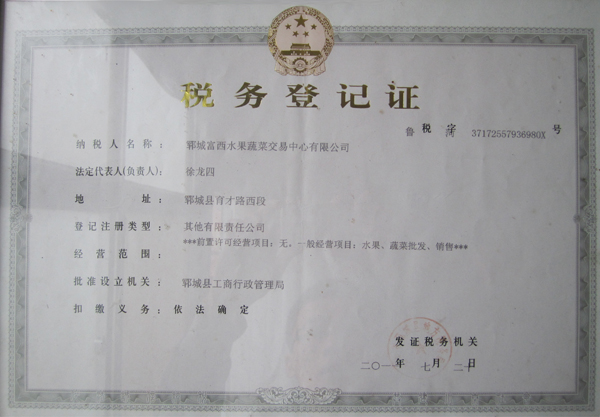 税务登记证
鲁 税 字 37172557936980X 号
纳税人名称： 郓城富西水果蔬菜交易中心有限公司
法定代表人(负责人)： 徐龙四
地 址： 郓城县育才路西段
登记注册类型： 其他有限责任公司
经营范围： ***前置许可经营项目：无，一般经营项目：水果、蔬菜批发、销售***
批准设立机关： 郓城县工商行政管理局
扣缴义务： 依法确定
发证税务机关
二〇一 年 七月 二十 日